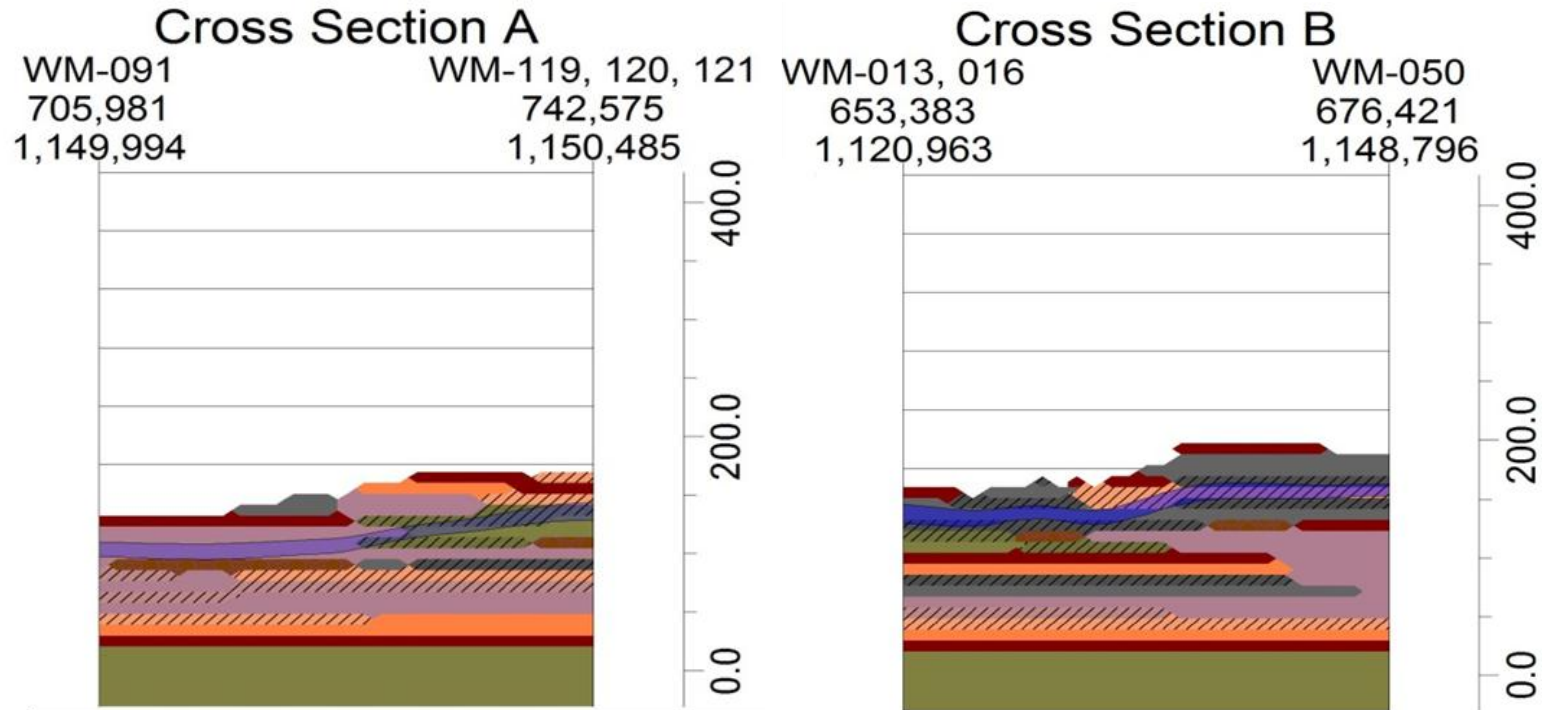 Cross Section A
WM-091
705,981
1,149,994
WM-119, 120, 121
742,575
1,150,485
400.0
200.0
0.0
Cross Section B
WM-013, 016
653,383
1,120,963
WM-050
676,421
1,148,796
400.0
200.0
0.0